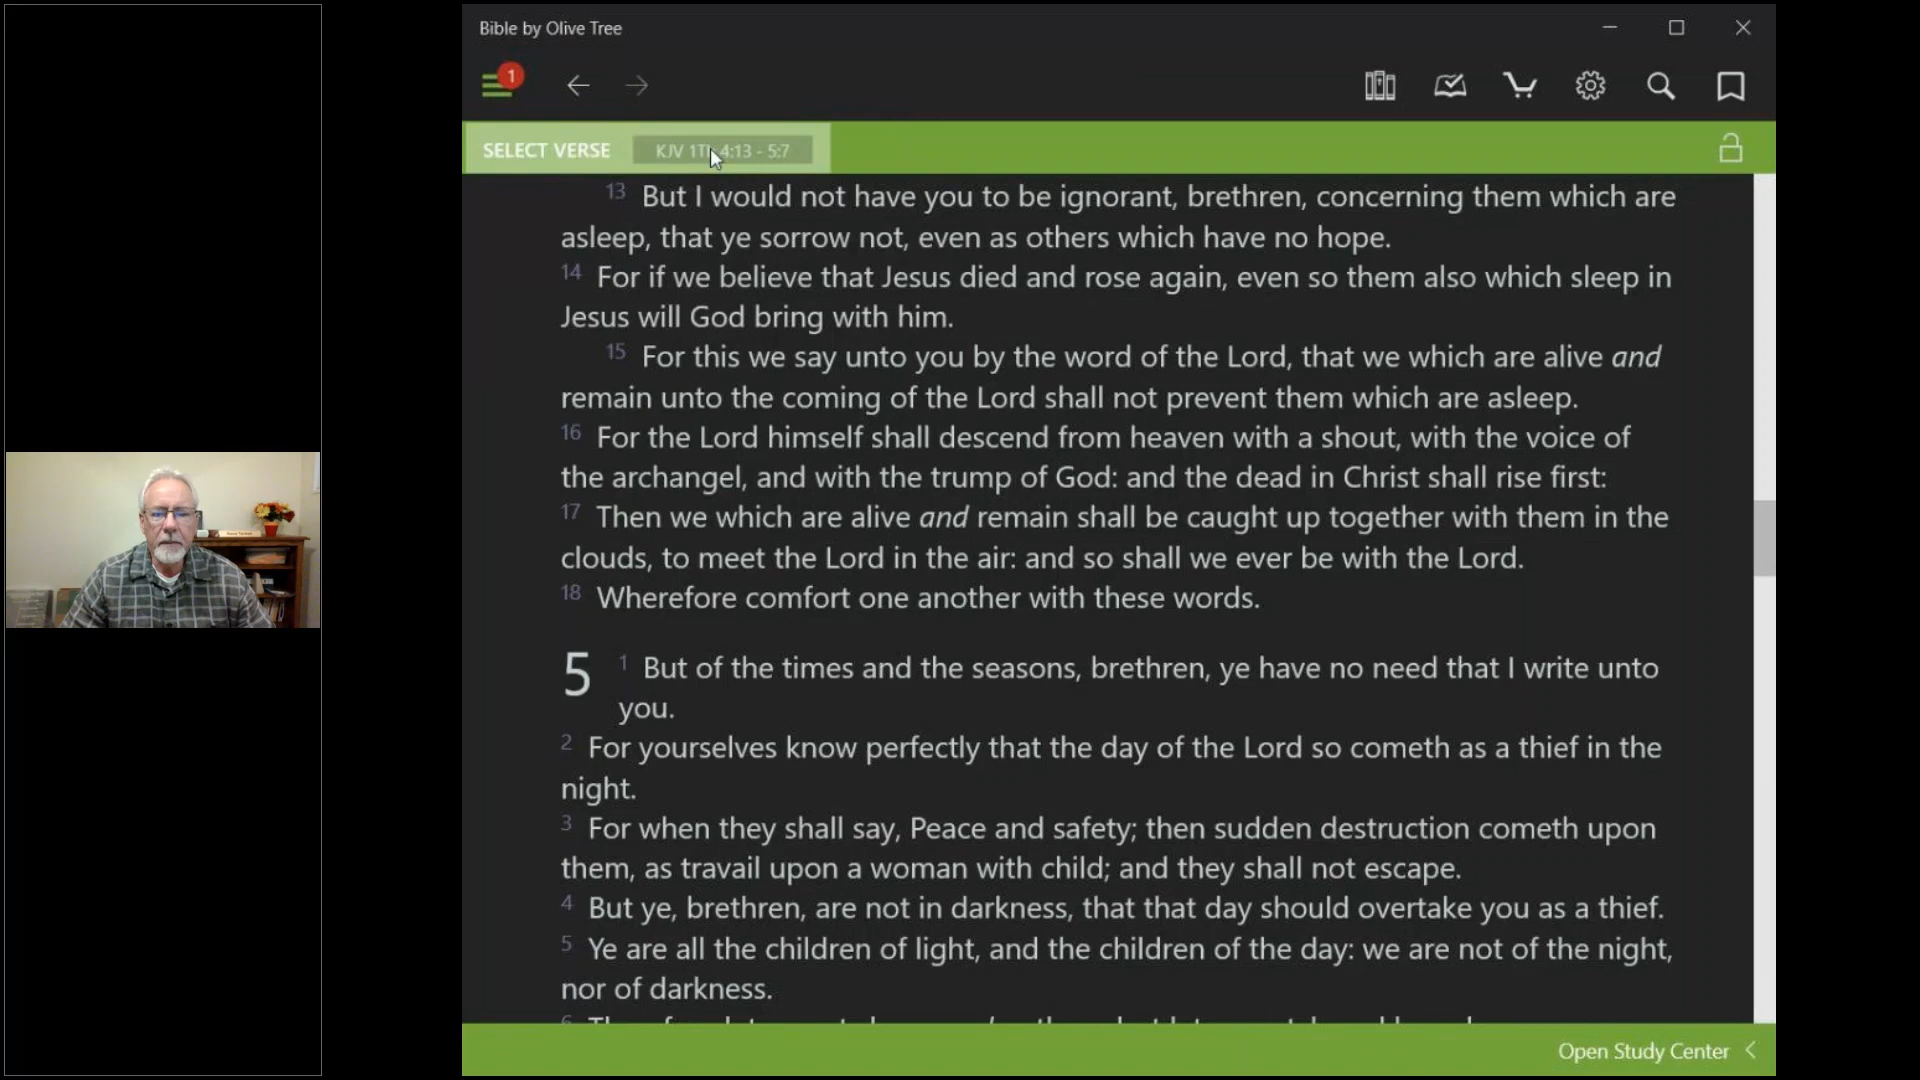 Bible by Olive Tree
1
SELECT VERSE
KJV 4:13 - 5:7
13 But I would not have you to be ignorant, brethren, concerning them which are
asleep, that ye sorrow not, even as others which have no hope.
14 For if we believe that Jesus died and rose again, even so them also which sleep in
Jesus will God bring with him.
15 For this we say unto you by the word of the Lord, that we which are alive and
remain unto the coming of the Lord shall not prevent them which are asleep.
16 For the Lord himself shall descend from heaven with a shout, with the voice of
the archangel, and with the trump of God: and the dead in Christ shall rise first:
17 Then we which are alive and remain shall be caught up together with them in the
clouds, to meet the Lord in the air: and so shall we ever be with the Lord.
18 Wherefore comfort one another with these words.
5 1 But of the times and the seasons, brethren, ye have no need that I write unto
you.
2 For yourselves know perfectly that the day of the Lord so cometh as a thief in the
night.
3 For when they shall say, Peace and safety; then sudden destruction cometh upon
them, as travail upon a woman with child; and they shall not escape.
4 But ye, brethren, are not in darkness, that that day should overtake you as a thief.
5 Ye are all the children of light, and the children of the day: we are not of the night,
nor of darkness.
Open Study Center